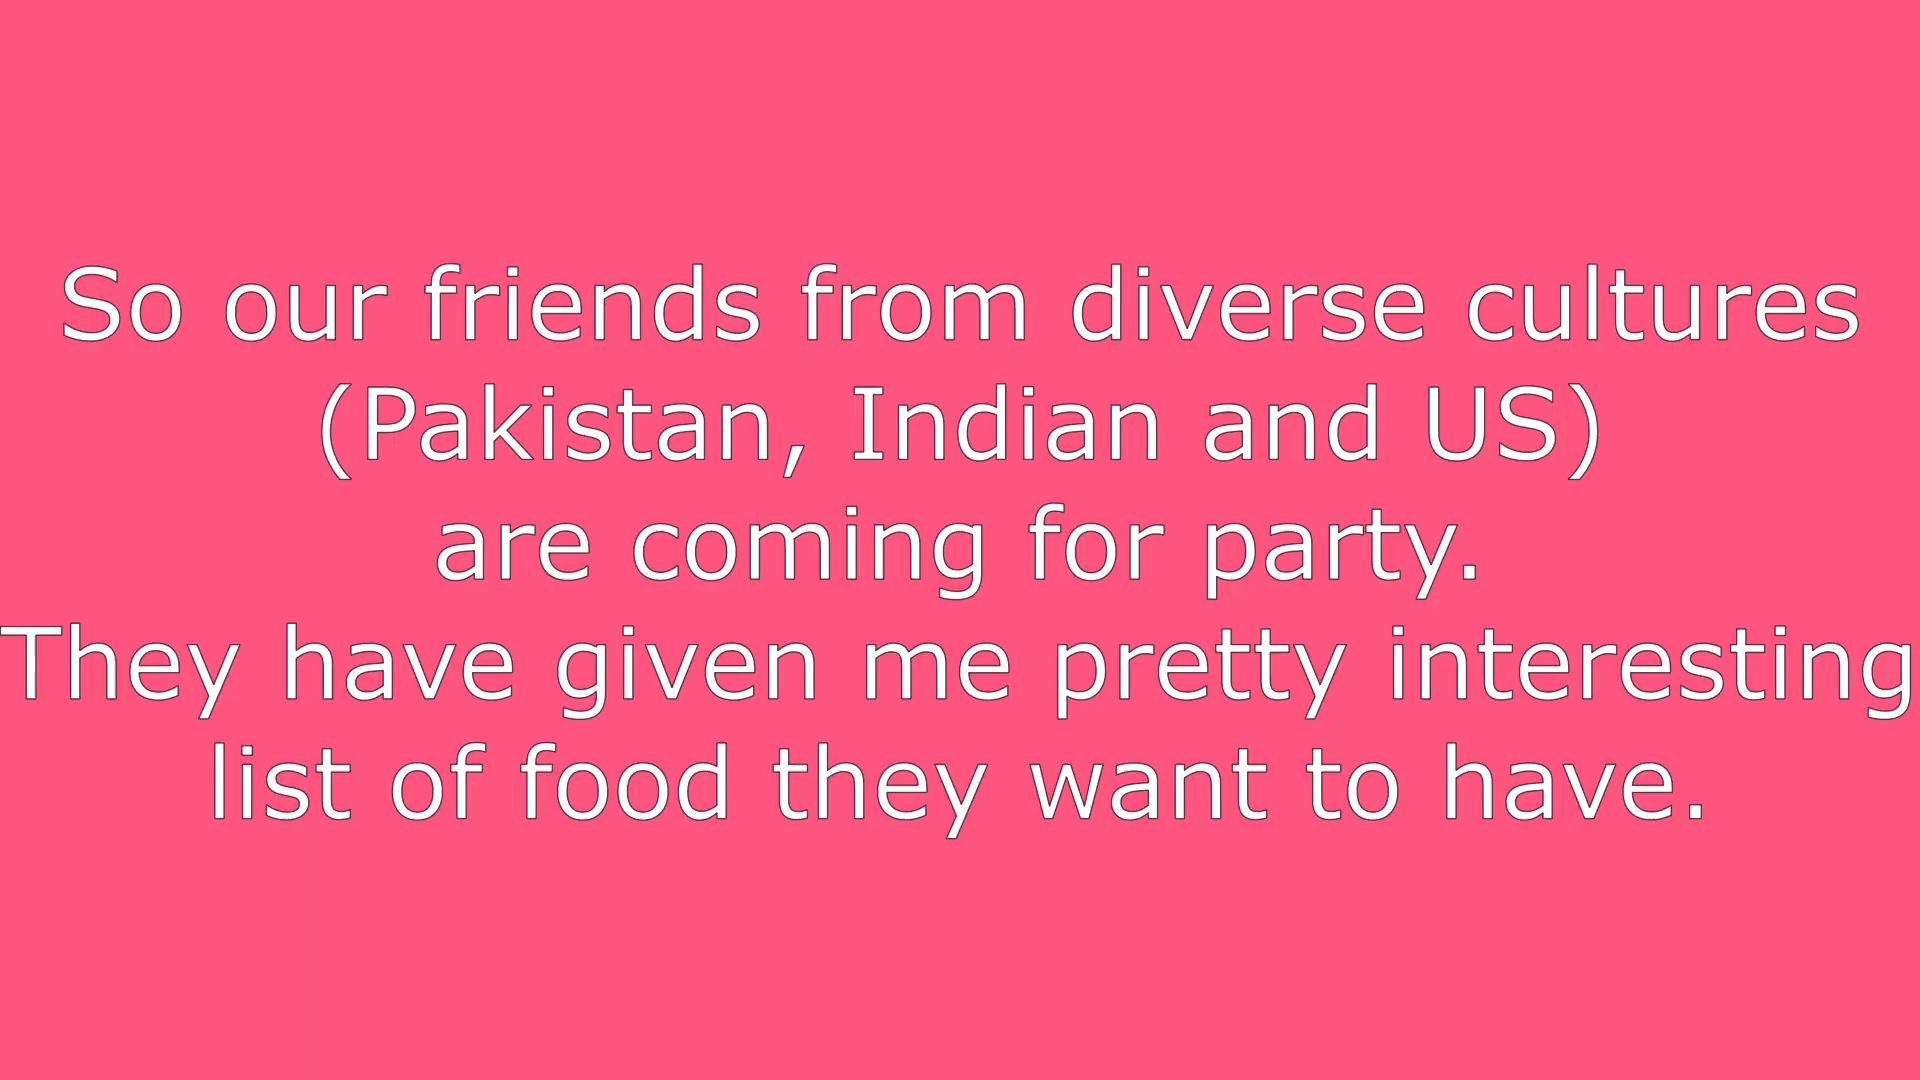 So our friends from diverse cultures
(Pakistan, Indian and US)
are coming for party.
They have given me pretty interesting
list of food they want to have.